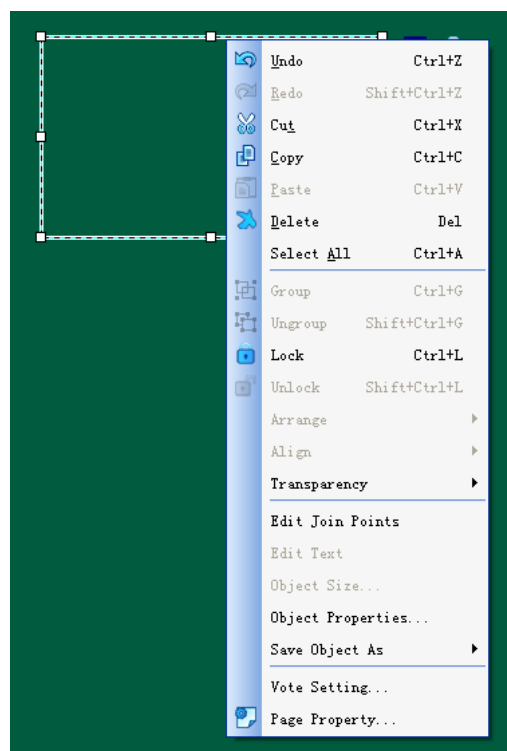 Undo Ctrl+Z
Redo Shift+Ctrl+Z
Cut Ctrl+X
Copy Ctrl+C
Paste Ctrl+V
Delete Del
Select All Ctrl+A
Group Ctrl+G
Ungroup Shift+Ctrl+G
Lock Ctrl+L
Unlock Shift+Ctrl+L
Arrange
Align
Transparency
Edit Join Points
Edit Text
Object Size...
Object Properties...
Save Object As
Vote Setting...
Page Property...